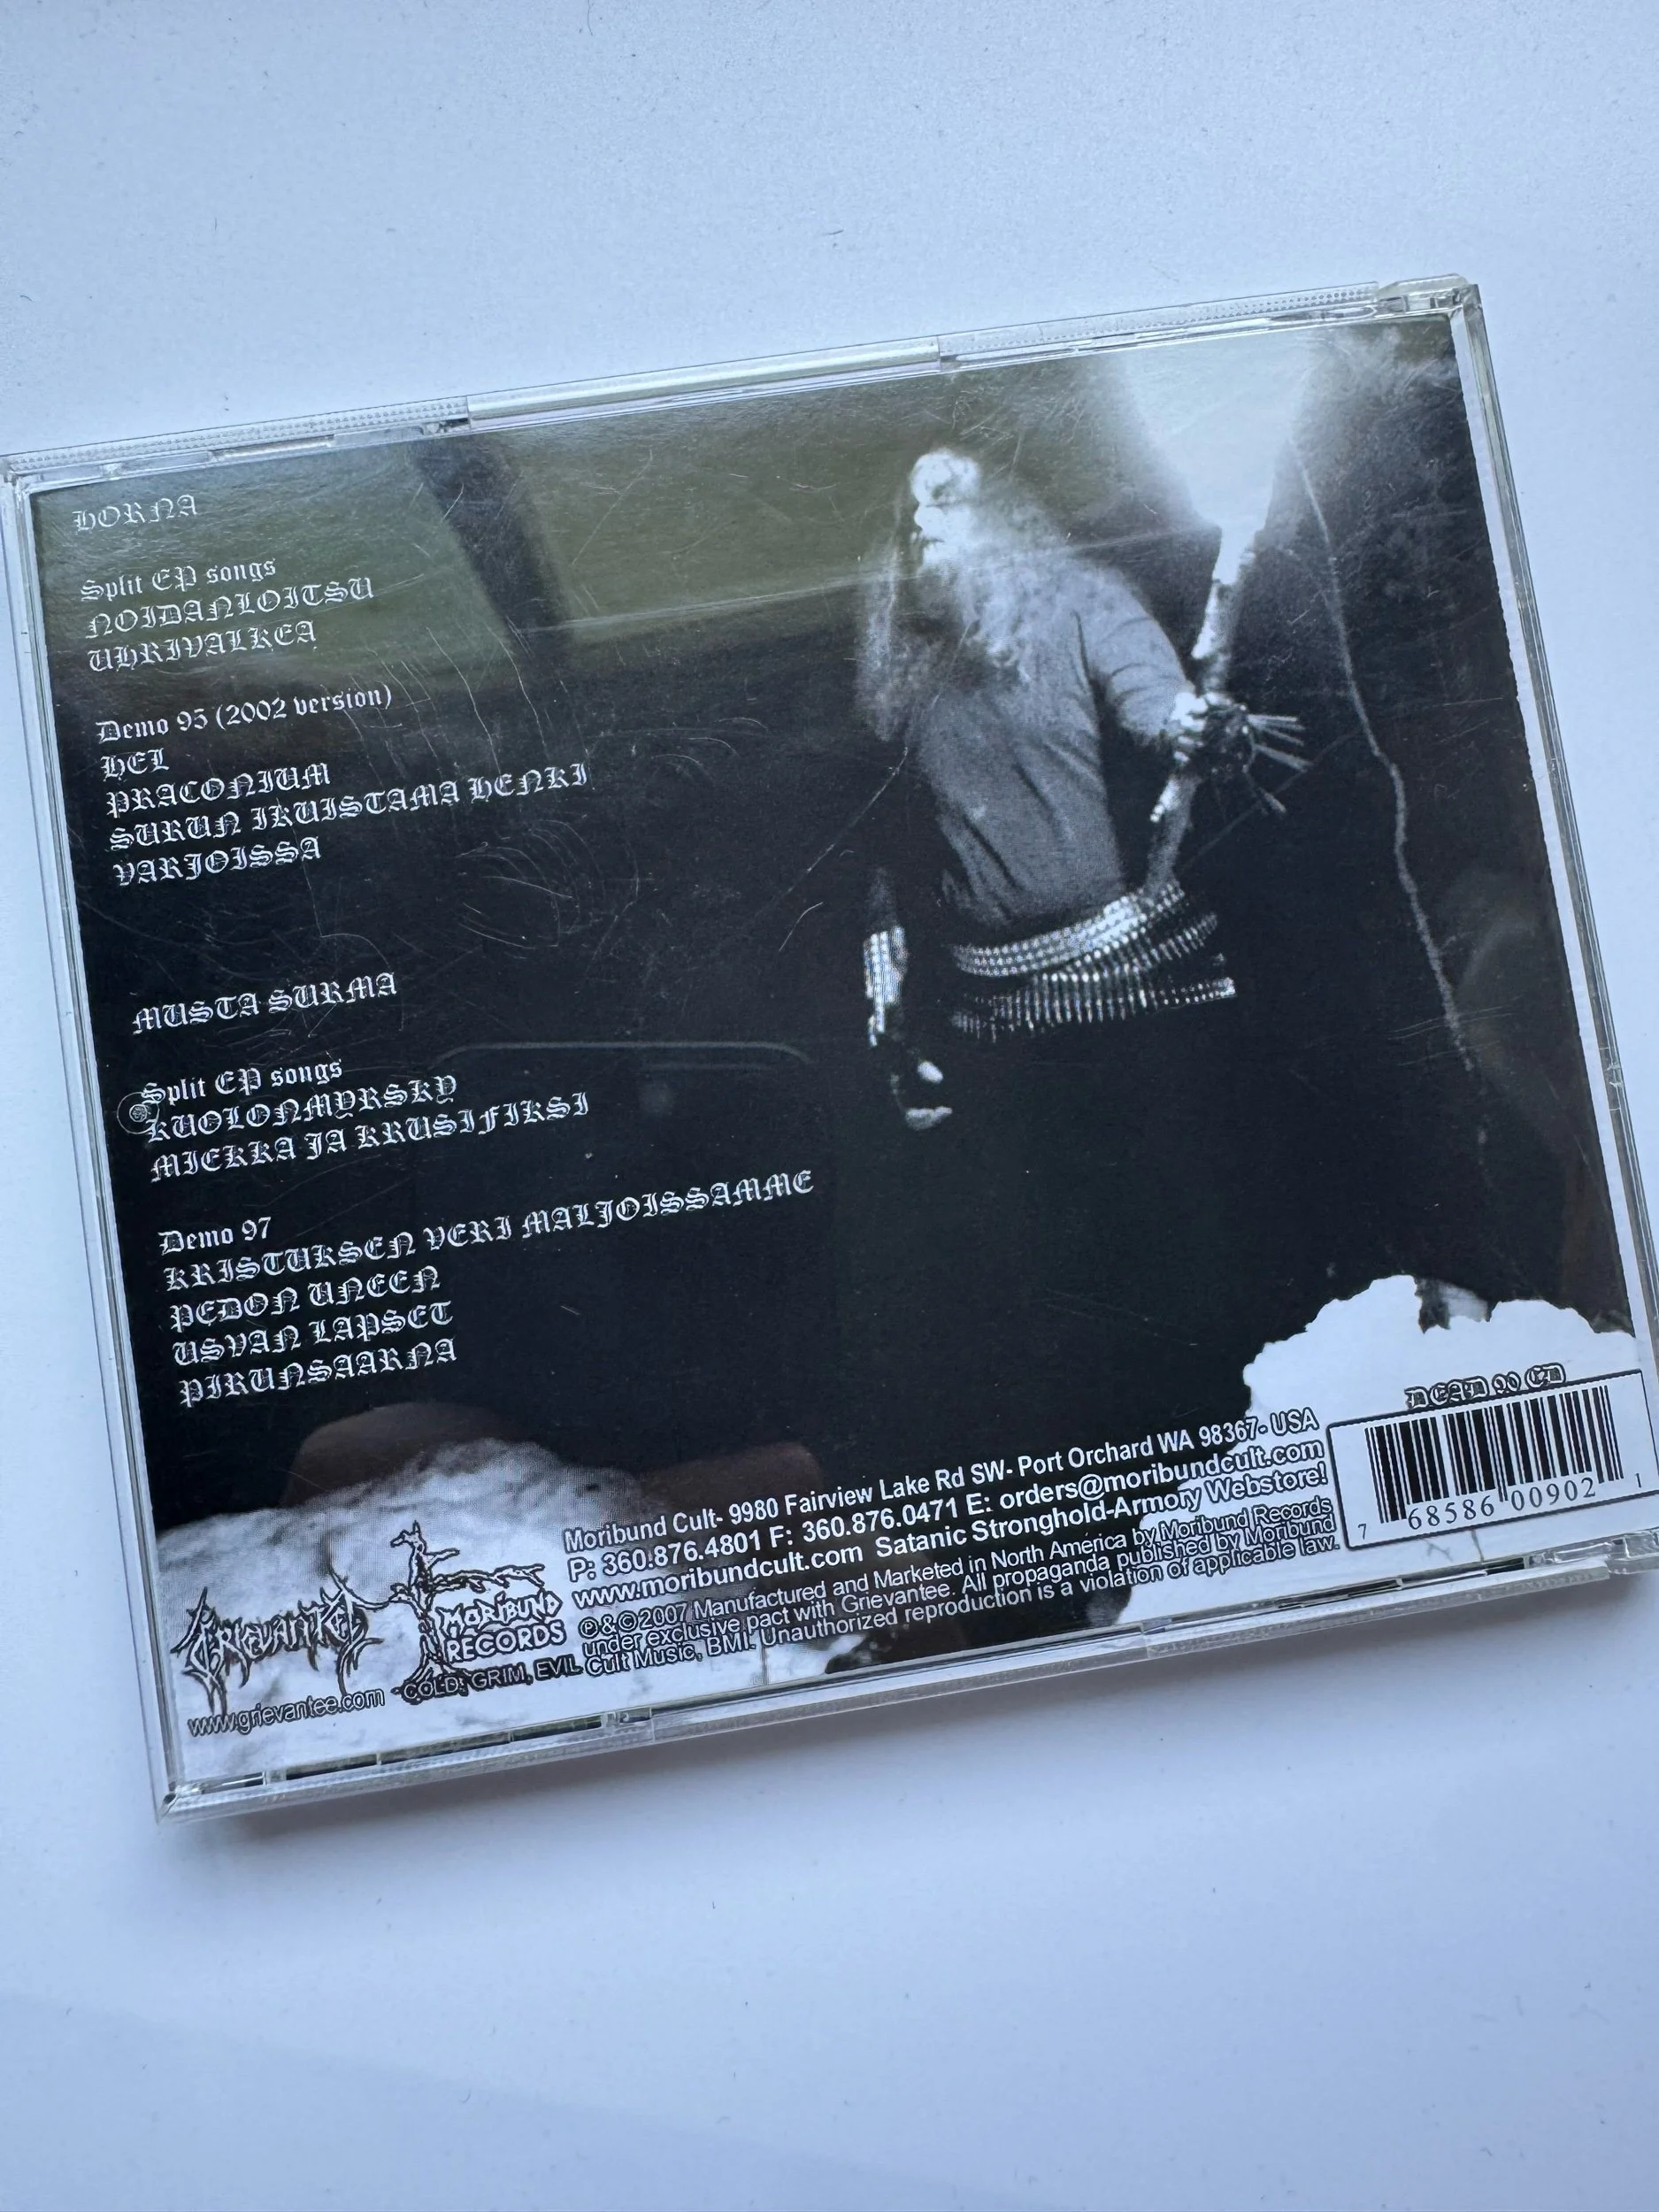 HORNA
Split EP songs
NOIDANLOITSU
UHRIVALKEA
Demo 95 (2002 version)
HEL
PRACONIUM
SURUN IKUISTAMA HENKI
VARJOISSA
MUSTA SURMA
Split EP songs
KUOLONMYRSKY
MIEKKA JA KRUSIFIKSI
Demo 97
KRISTUKSEN VERI MALJOISSAMME
PEDON UNEEN
USVAN LAPSET
PIRUNSAARNA
GRIEVANTEE
www.grievantee.com
MORIBUND
RECORDS
COLD, GRIM, EVIL
Moribund Cult- 9980 Fairview Lake Rd SW- Port Orchard WA 98367- USA
P: 360.876.4801 F: 360.876.0471 E: orders@moribundcult.com
www.moribundcult.com Satanic Stronghold-Armory Webstore!
℗&©2007 Manufactured and Marketed in North America by Moribund Records
under exclusive pact with Grievantee. All propaganda published by Moribund
Cult Music, BMI. Unauthorized reproduction is a violation of applicable law.
DEAD 90 CD
7 68586 00902 1